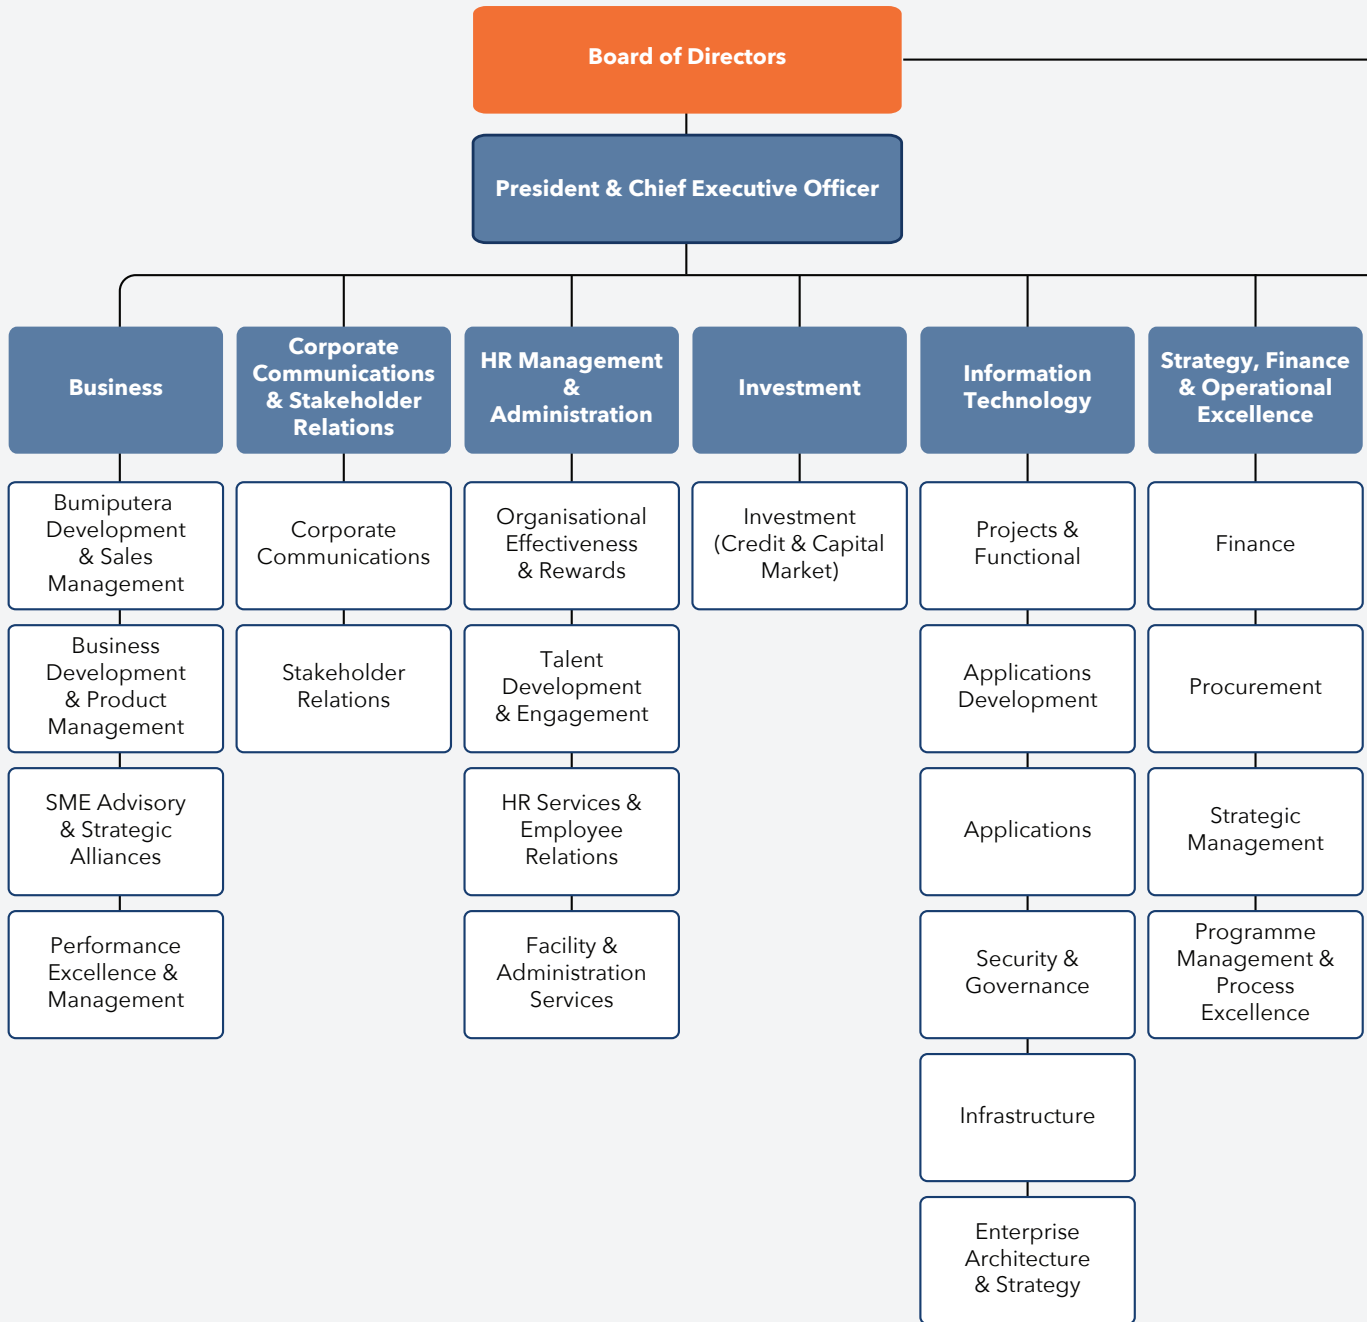 Board of Directors
President & Chief Executive Officer
Business
Corporate
Communications
& Stakeholder
Relations
HR Management
&
Administration
Investment
Information
Technology
Strategy, Finance
& Operational
Excellence
Bumiputera
Development
& Sales
Management
Business
Development
& Product
Management
SME Advisory
& Strategic
Alliances
Performance
Excellence &
Management
Corporate
Communications
Stakeholder
Relations
Organisational
Effectiveness
& Rewards
Talent
Development
& Engagement
HR Services &
Employee
Relations
Facility &
Administration
Services
Investment
(Credit & Capital
Market)
Projects &
Functional
Applications
Development
Applications
Security &
Governance
Infrastructure
Enterprise
Architecture
& Strategy
Finance
Procurement
Strategic
Management
Programme
Management &
Process
Excellence